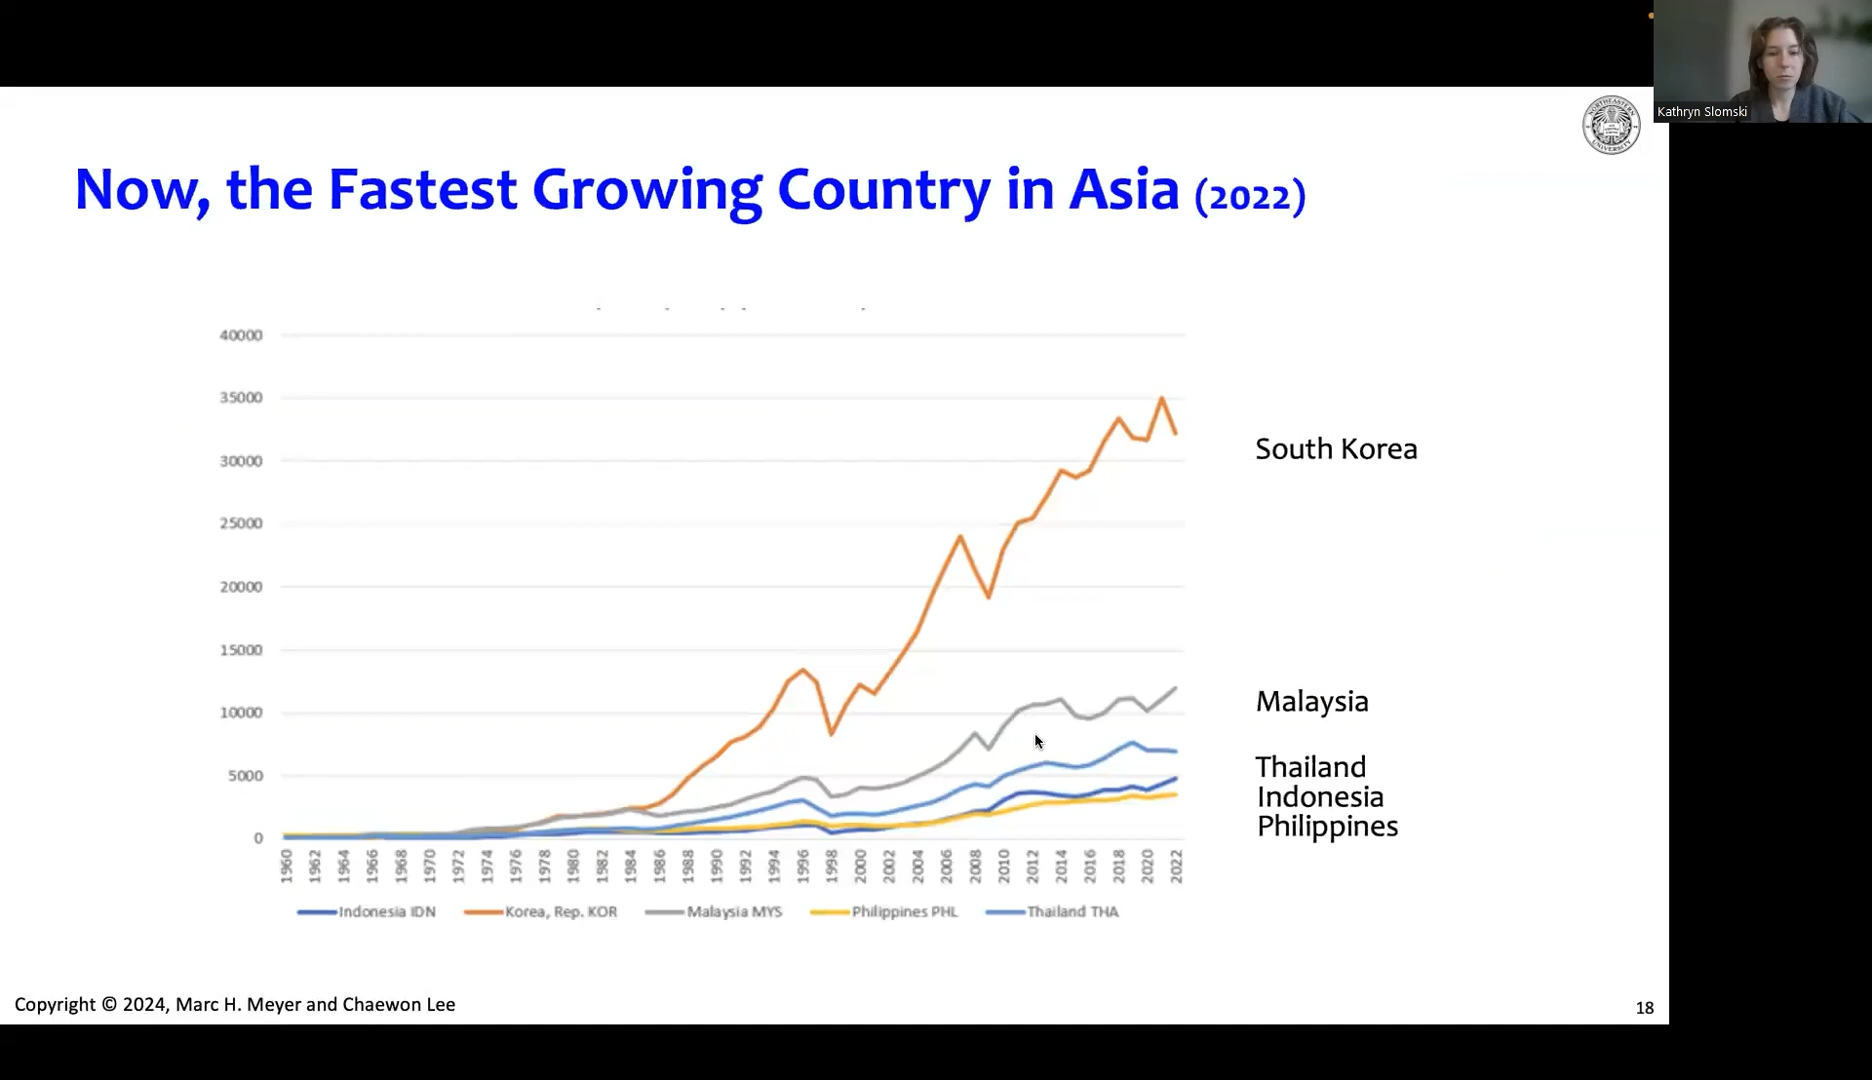 Kathryn Slomski
NORTHEASTERN
UNIVERSITY
Now, the Fastest Growing Country in Asia (2022)
40000
35000
30000
25000
20000
15000
10000
5000
0
South Korea
Malaysia
Thailand
Indonesia
Philippines
1960 1962 1964 1966 1968 1970 1972 1974 1976 1978 1980 1982 1984 1986 1988 1990 1992 1994 1996 1998 2000 2002 2004 2006 2008 2010 2012 2014 2016 2018 2020 2022
Indonesia IDN Korea, Rep. KOR Malaysia MYS Philippines PHL Thailand THA
Copyright © 2024, Marc H. Meyer and Chaewon Lee
18